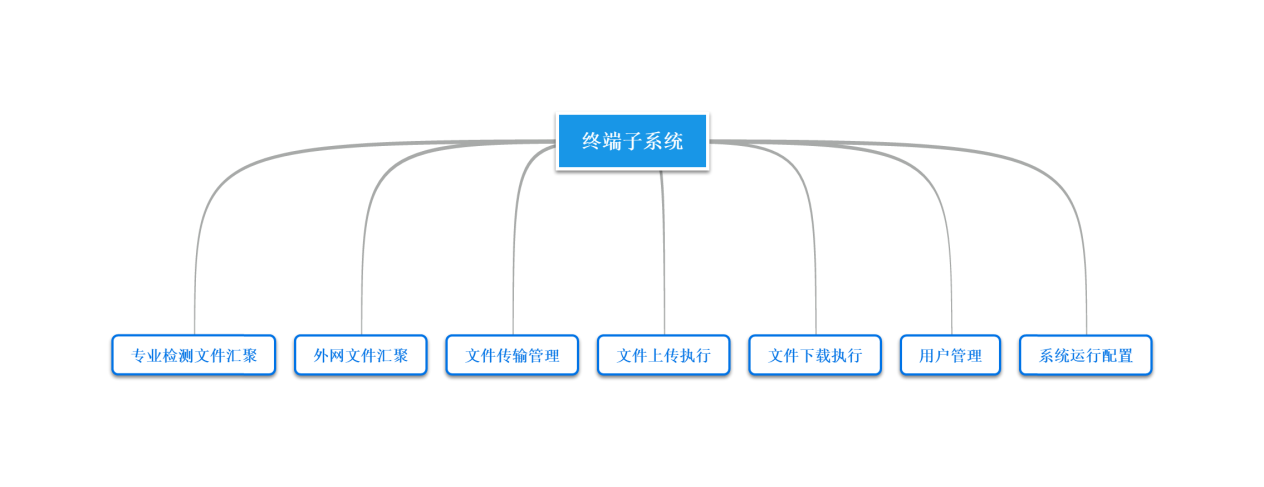 终端子系统
专业检测文件汇聚
外网文件汇聚
文件传输管理
文件上传执行
文件下载执行
用户管理
系统运行配置